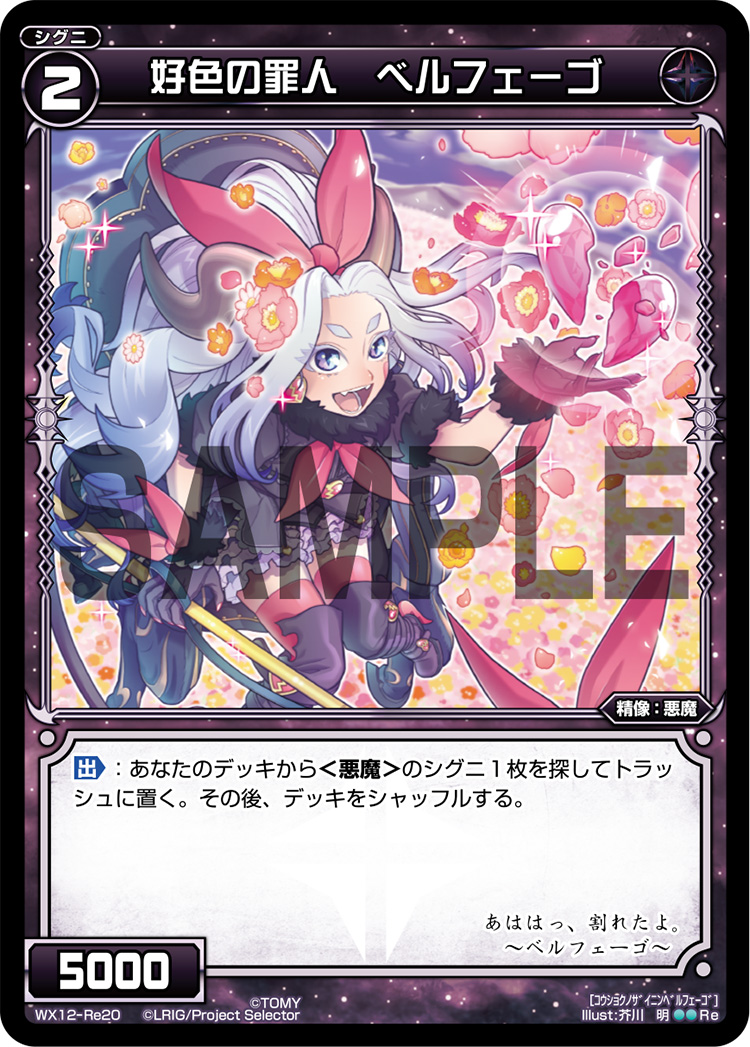 シグニ
2
好色の罪人 ベルフェーゴ
SAMPLE
精像:悪魔
出:あなたのデッキから<悪魔>のシグニ1枚を探してトラッ
シュに置く。その後、デッキをシャッフルする。
あははっ、割れたよ。
〜ベルフェーゴ〜
5000
[コウショクノザイニンベルフェーゴ]
WX12-Re20 ©LRIG/Project Selector ©TOMY Illust:芥川 明 Re